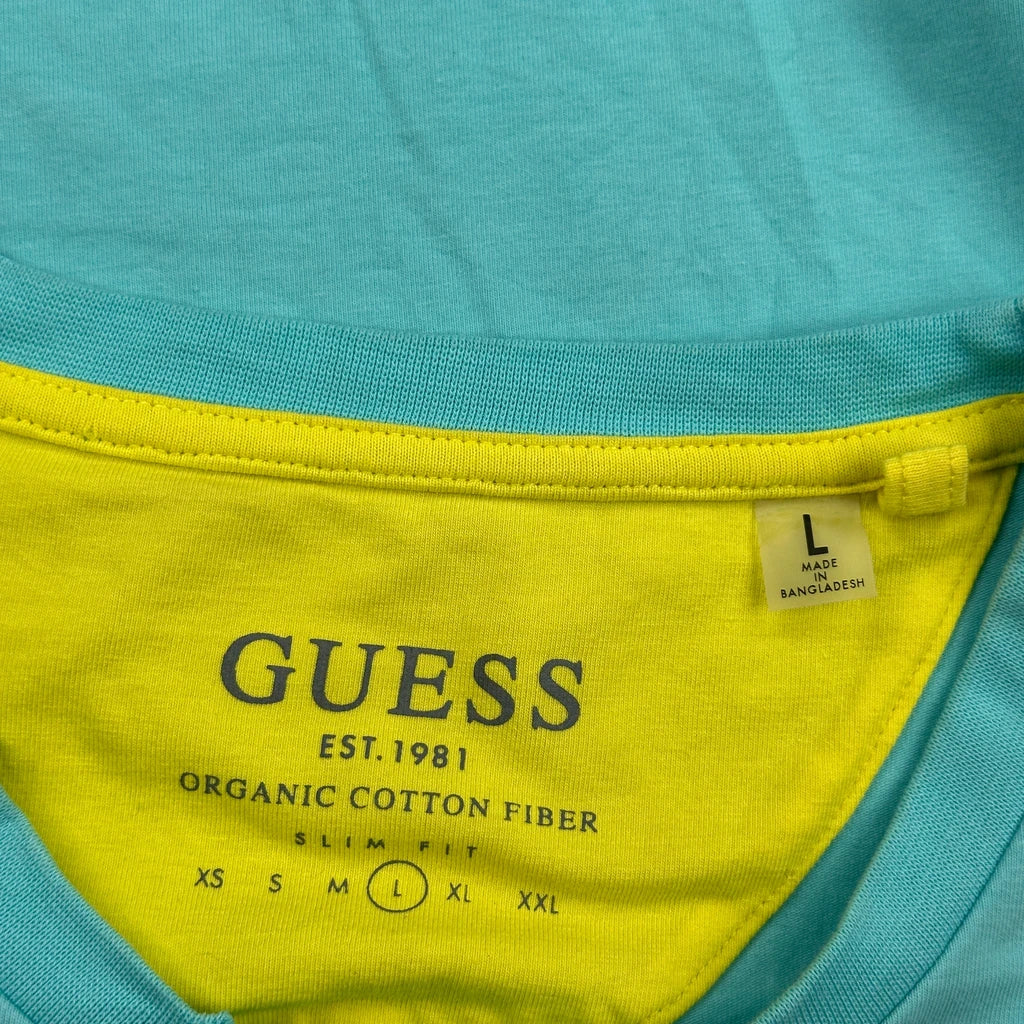 L
MADE
IN
BANGLADESH
GUESS
EST. 1981
ORGANIC COTTON FIBER
SLIM FIT
XS S M L XL XXL